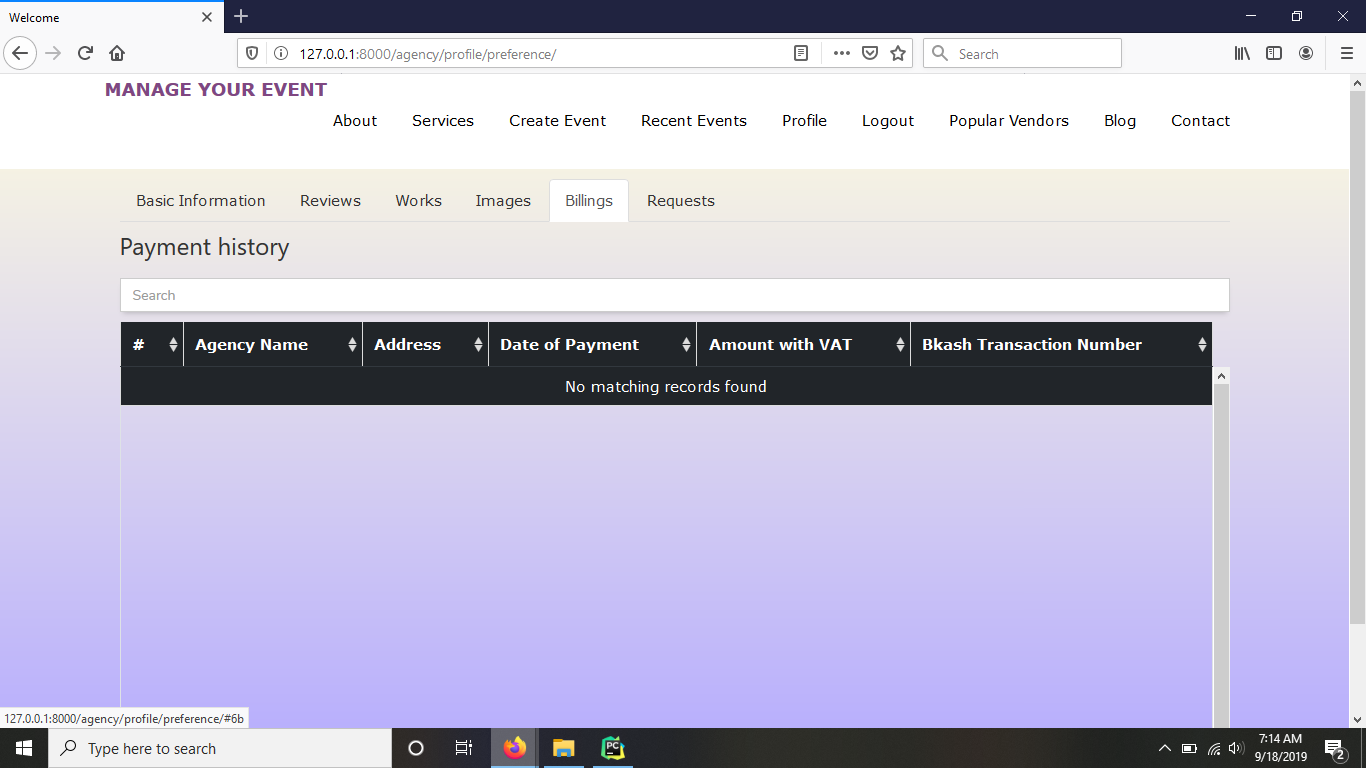 Welcome
127.0.0.1:8000/agency/profile/preference/
Search
MANAGE YOUR EVENT
About Services Create Event Recent Events Profile Logout Popular Vendors Blog Contact
Basic Information Reviews Works Images Billings Requests
Payment history
Search
# Agency Name Address Date of Payment Amount with VAT Bkash Transaction Number
No matching records found
127.0.0.1:8000/agency/profile/preference/#6b
Type here to search
PC
7:14 AM
9/18/2019
2